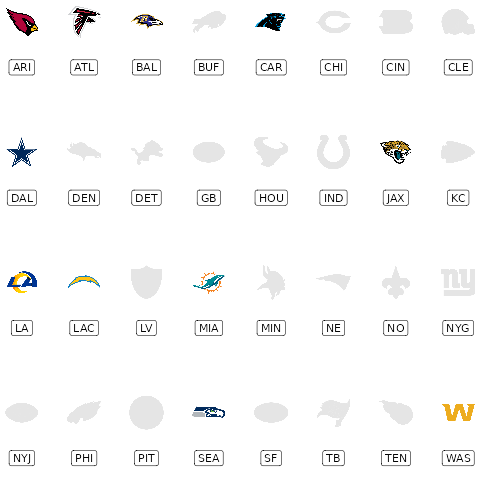 ARI ATL BAL BUF CAR CHI CIN CLE
DAL DEN DET GB HOU IND JAX KC
LA LAC LV MIA MIN NE NO NYG
NYJ PHI PIT SEA SF TB TEN WAS